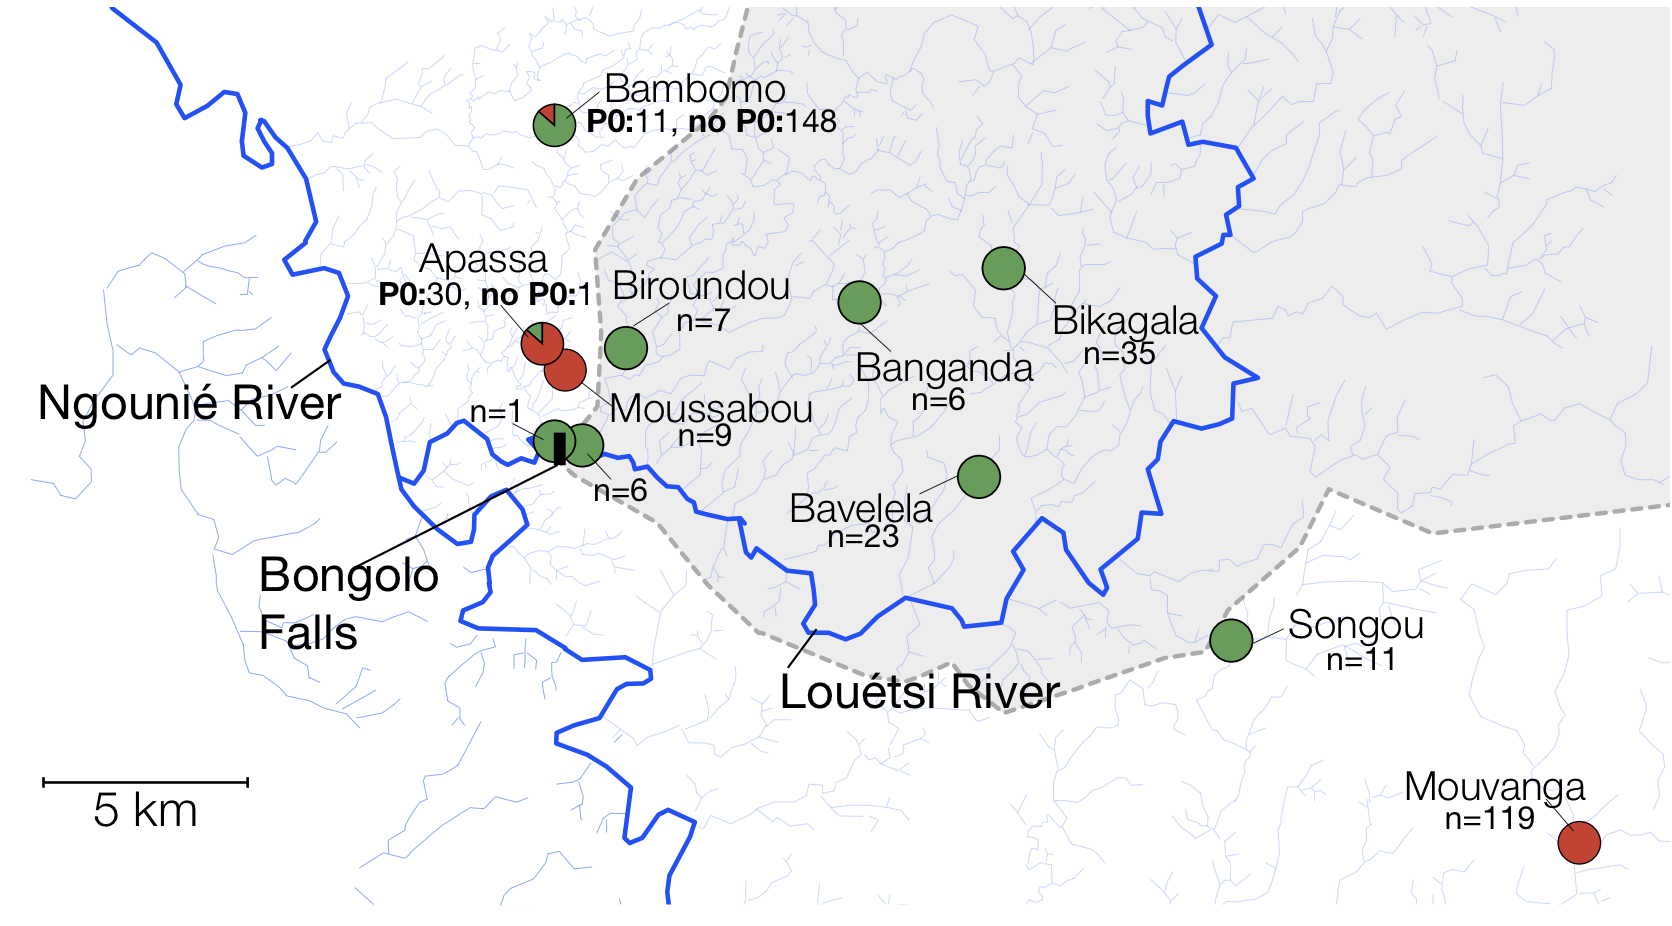 Bambomo
P0:11, no P0:148
Apassa
P0:30, no P0:1
Biroundou
n=7
Bikagala
n=35
Banganda
n=6
Ngounié River
n=1
Moussabou
n=9
n=6
Bavelela
n=23
Bongolo
Falls
Songou
n=11
Louétsi River
5 km
Mouvanga
n=119